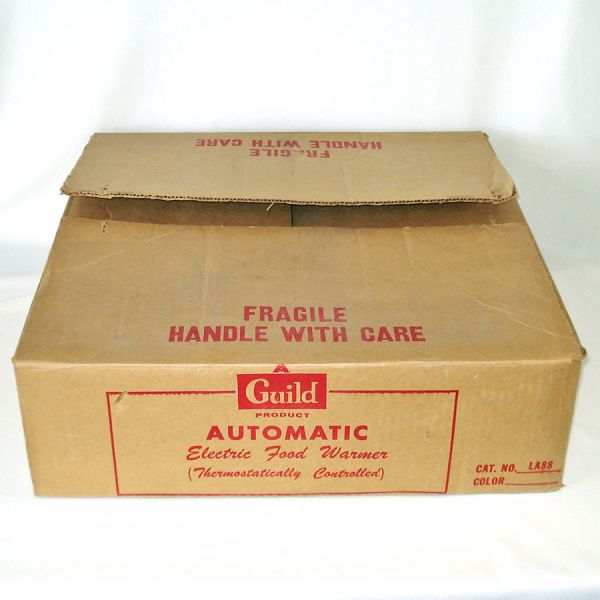 FRAGILE
HANDLE WITH CARE
FRAGILE
HANDLE WITH CARE
A
Guild
PRODUCT
AUTOMATIC
Electric Food Warmer
(Thermostatically Controlled)
CAT. NO. LA88
COLOR